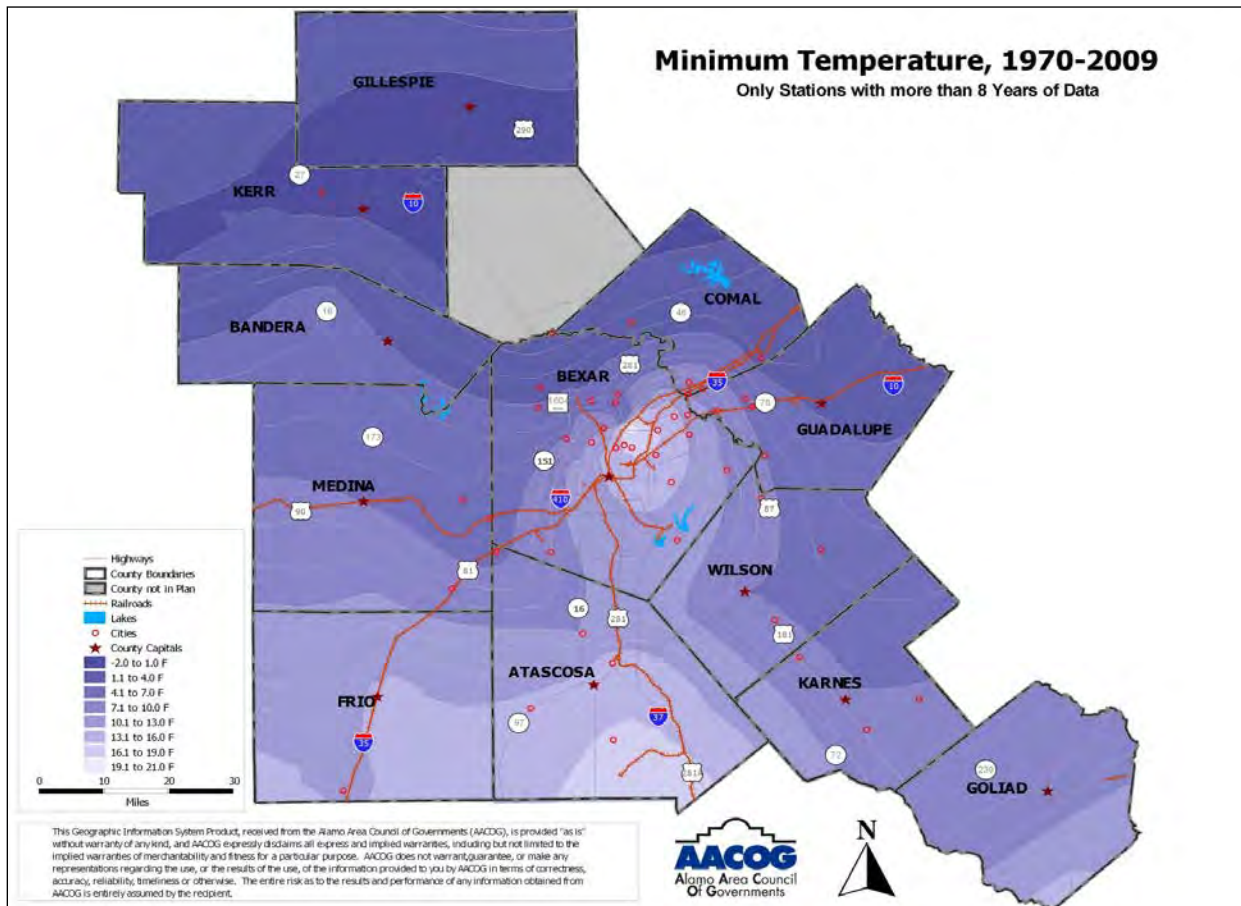 Minimum Temperature, 1970-2009
Only Stations with more than 8 Years of Data
GILLESPIE
290
27
KERR
10
COMAL
BANDERA
16
46
BEXAR
281
35
10
1604
78
GUADALUPE
173
151
MEDINA
410
90
87
81
WILSON
16
281
181
ATASCOSA
KARNES
FRIO
97
37
35
72
239
281A
GOLIAD
Highways
County Boundaries
County not in Plan
Railroads
Lakes
Cities
County Capitals
-2.0 to 1.0 F
1.1 to 4.0 F
4.1 to 7.0 F
7.1 to 10.0 F
10.1 to 13.0 F
13.1 to 16.0 F
16.1 to 19.0 F
19.1 to 21.0 F
0 10 20 30
Miles
This Geographic Information System Product, received from the Alamo Area Council of Governments (AACOG), is provided "as is"
without warranty of any kind, and AACOG expressly disclaims all express and implied warranties, including but not limited to the
implied warranties of merchantability and fitness for a particular purpose. AACOG does not warrant,guarantee, or make any
representations regarding the use, or the results of the use, of the information provided to you by AACOG in terms of correctness,
accuracy, reliability, timeliness or otherwise. The entire risk as to the results and performance of any information obtained from
AACOG is entirely assumed by the recipient.
AACOG
Alamo Area Council
Of Governments
N